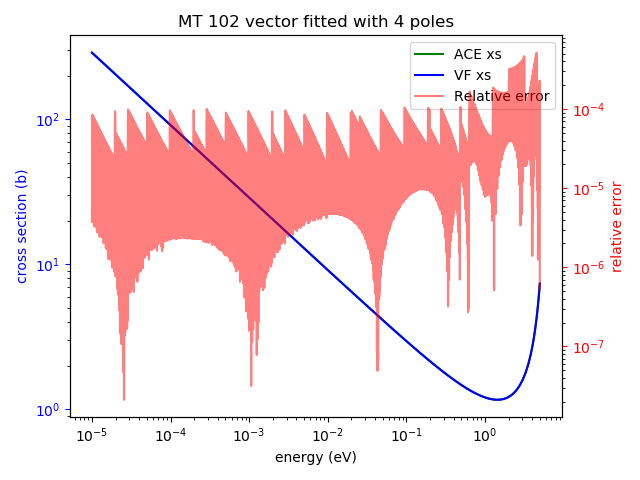 MT 102 vector fitted with 4 poles
ACE xs
VF xs
Relative error
cross section (b)
10²
10¹
10⁰
relative error
10⁻⁴
10⁻⁵
10⁻⁶
10⁻⁷
10⁻⁵ 10⁻⁴ 10⁻³ 10⁻² 10⁻¹ 10⁰
energy (eV)